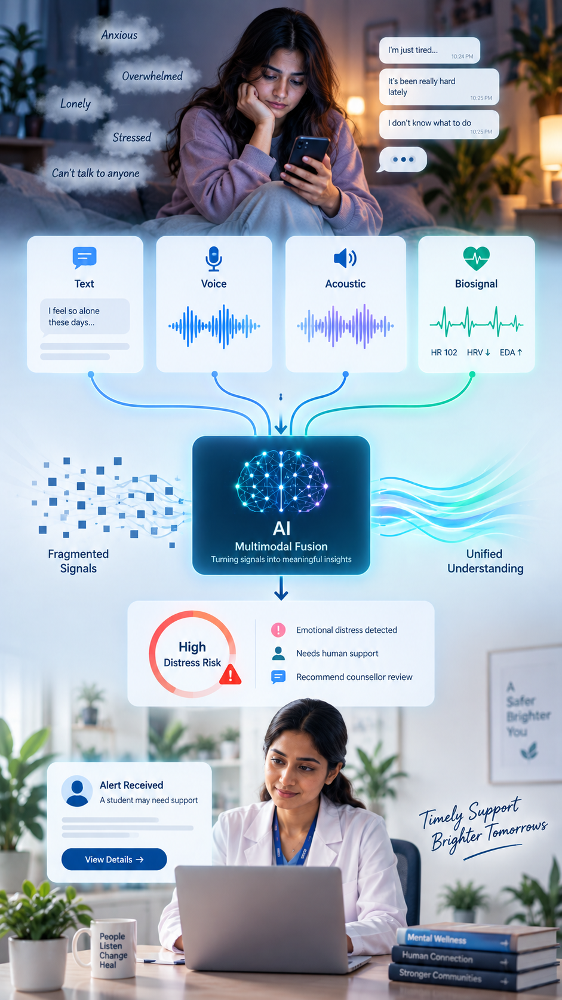 Anxious
Overwhelmed
Lonely
Stressed
Can't talk to anyone
I'm just tired...
10:24 PM
It's been really hard
lately
10:25 PM
I don't know what to do
10:25 PM
Text
I feel so alone
these days...
Voice
Acoustic
Biosignal
HR 102 HRV ↓ EDA ↑
Fragmented
Signals
AI
Multimodal Fusion
Turning signals into meaningful insights
Unified
Understanding
High
Distress Risk
Emotional distress detected
Needs human support
Recommend counsellor review
A
Safer
Brighter
You
Alert Received
A student may need support
View Details →
Timely Support
Brighter Tomorrows
People
Listen
Change
Heal
Mental Wellness
Human Connection
Stronger Communities